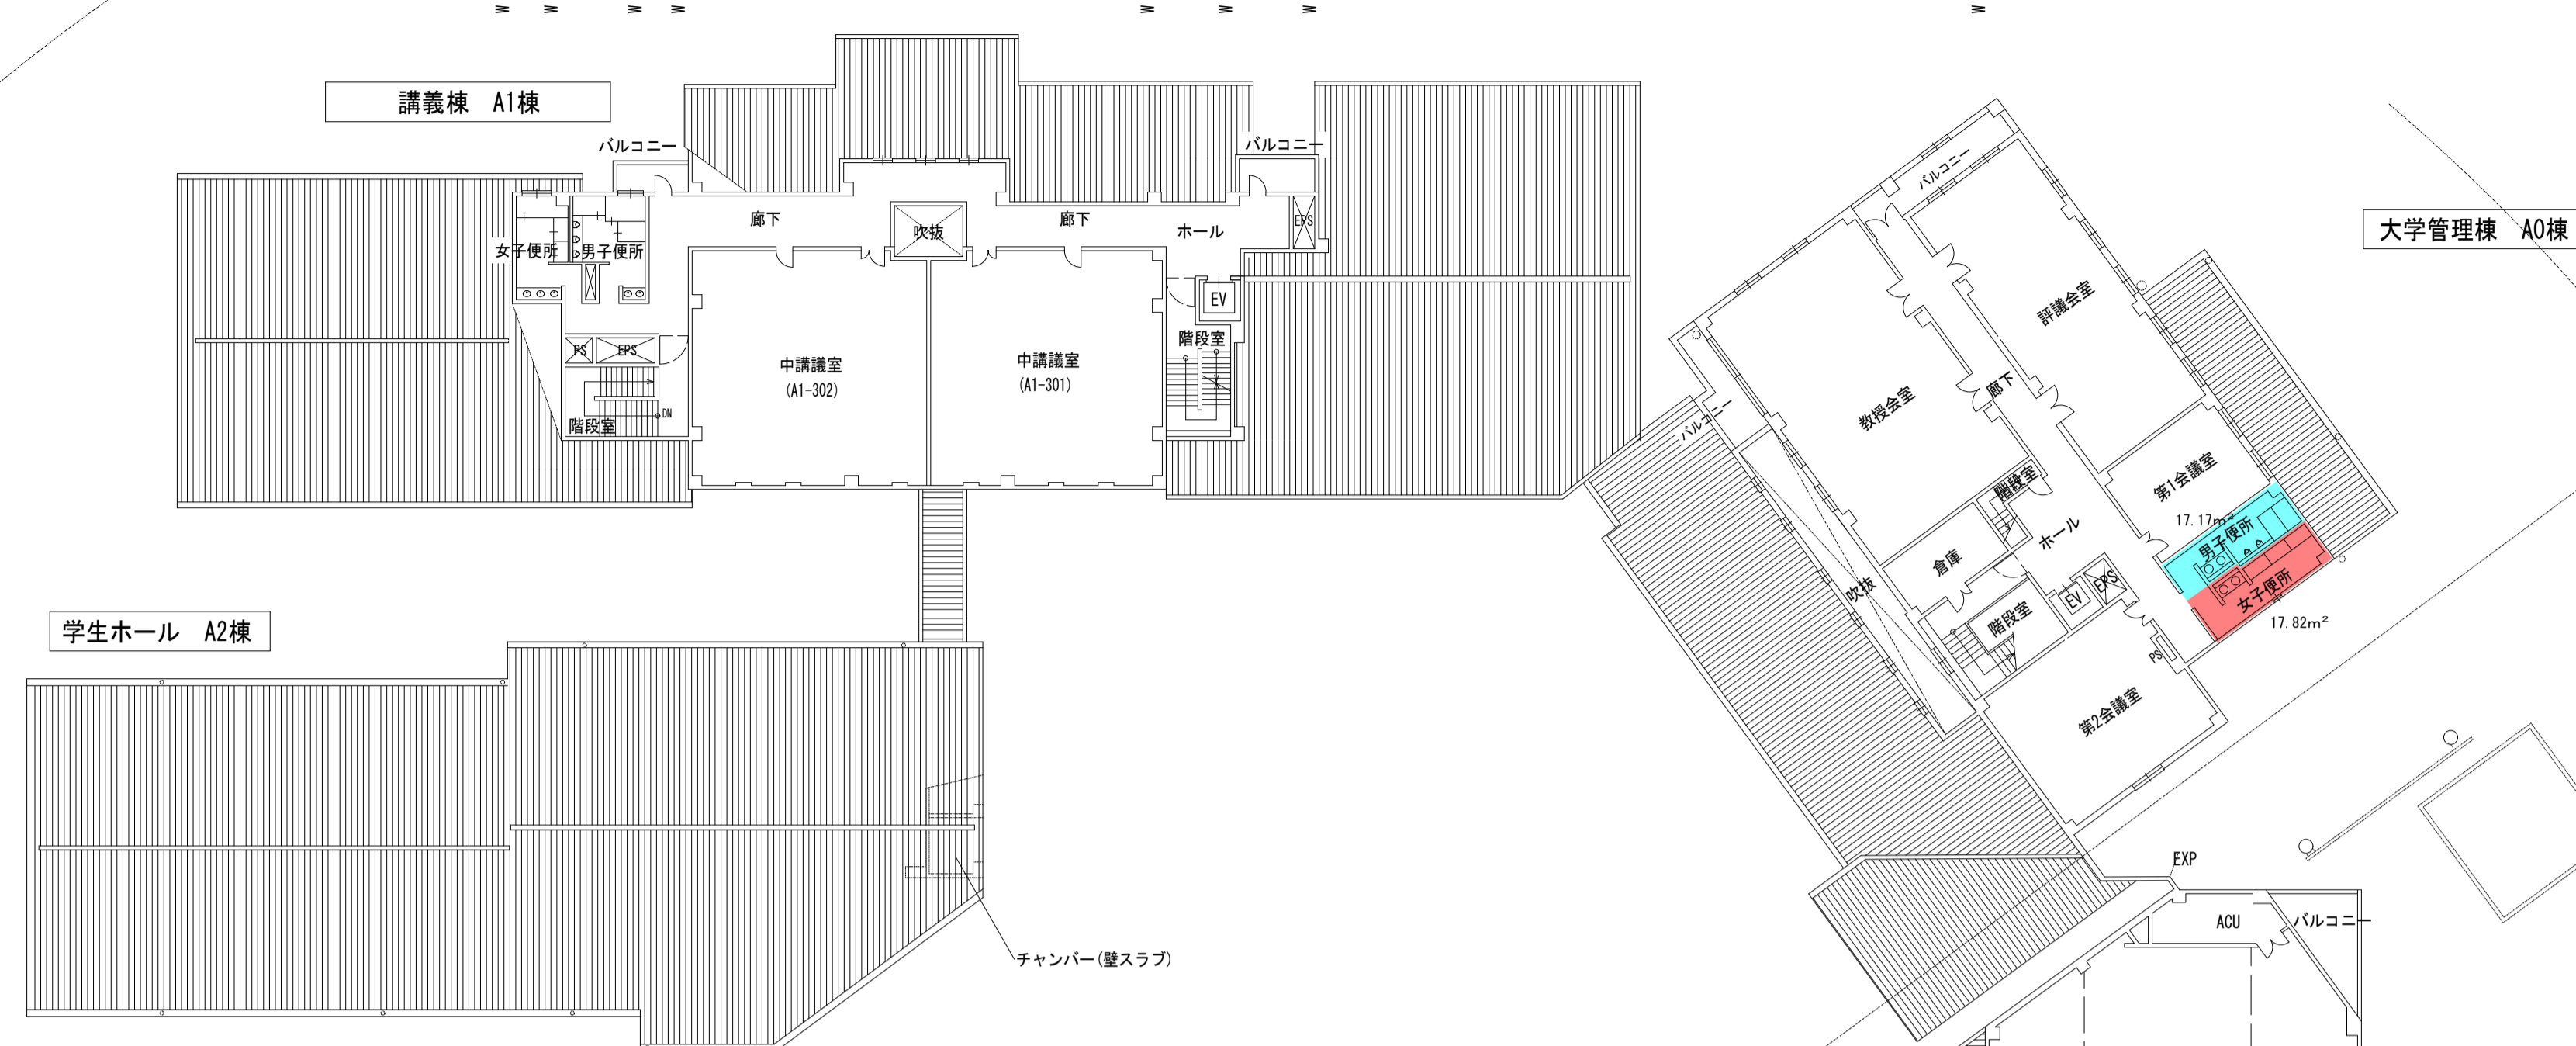 講義棟　A1棟
バルコニー
バルコニー
廊下
吹抜
廊下
ホール
EPS
女子便所
男子便所
EV
PS
EPS
階段室
中講義室
(A1-302)
中講義室
(A1-301)
階段室
DN
学生ホール　A2棟
チャンバー(壁スラブ)
大学管理棟　A0棟
バルコニー
評議会室
教授会室
廊下
バルコニー
第1会議室
階段室
17.17m²
男子便所
ホール
倉庫
吹抜
EPS
EV
女子便所
階段室
17.82m²
PS
第2会議室
EXP
ACU
バルコニー